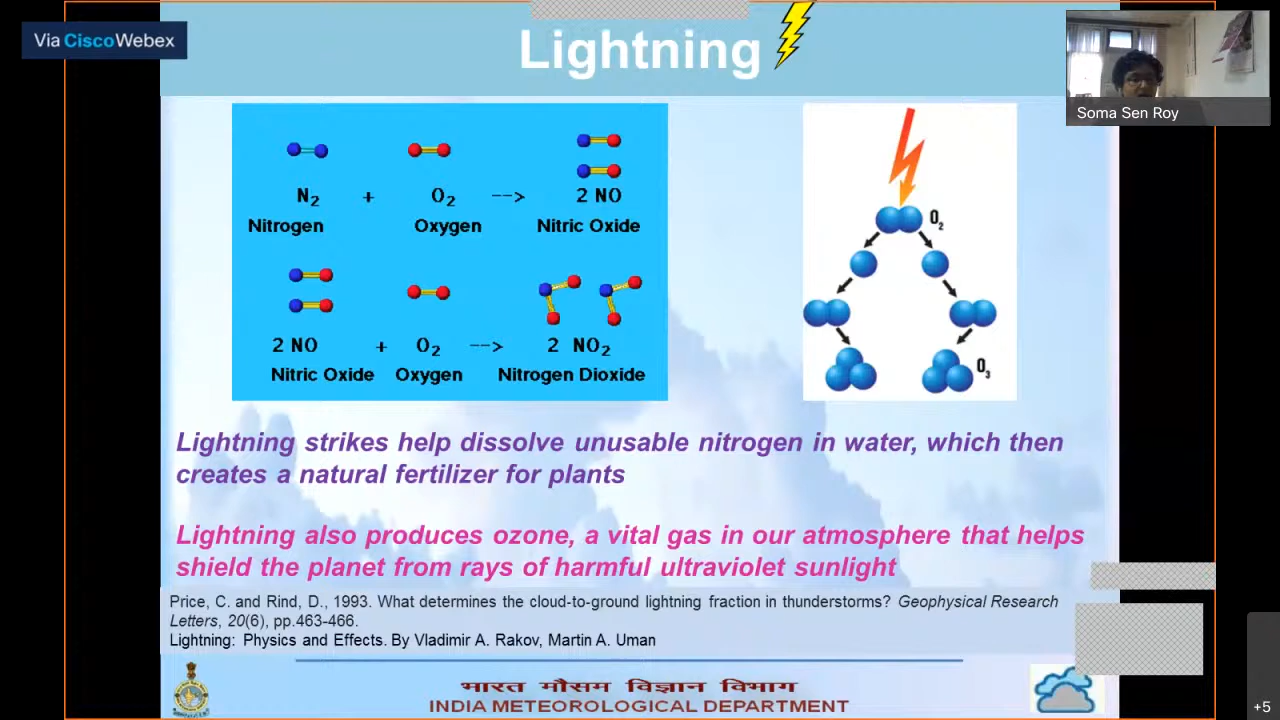 Via Cisco Webex
Lightning
Soma Sen Roy
N2 + O2 --> 2 NO
Nitrogen Oxygen Nitric Oxide
2 NO + O2 --> 2 NO2
Nitric Oxide Oxygen Nitrogen Dioxide
O2
O3
Lightning strikes help dissolve unusable nitrogen in water, which then
creates a natural fertilizer for plants
Lightning also produces ozone, a vital gas in our atmosphere that helps
shield the planet from rays of harmful ultraviolet sunlight
Price, C. and Rind, D., 1993. What determines the cloud-to-ground lightning fraction in thunderstorms? Geophysical Research
Letters, 20(6), pp.463-466.
Lightning: Physics and Effects. By Vladimir A. Rakov, Martin A. Uman
भारत मौसम विज्ञान विभाग
INDIA METEOROLOGICAL DEPARTMENT
+5